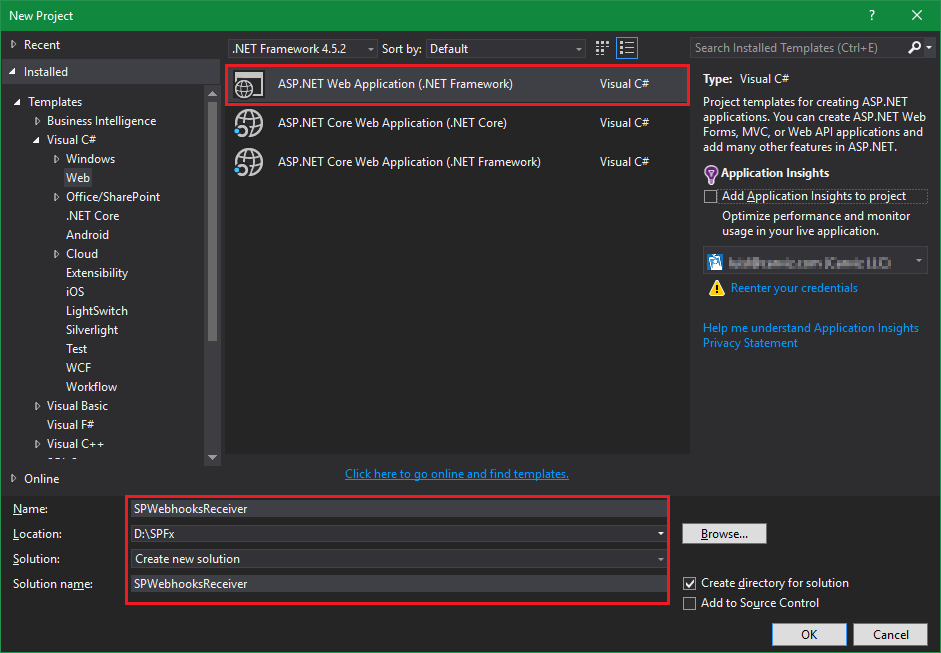 New Project
? 
Recent
Installed
Templates
Business Intelligence
Visual C#
Windows
Web
Office/SharePoint
.NET Core
Android
Cloud
Extensibility
iOS
LightSwitch
Silverlight
Test
WCF
Workflow
Visual Basic
Visual F#
Visual C++
Online
.NET Framework 4.5.2 Sort by: Default
ASP.NET Web Application (.NET Framework) Visual C#
ASP.NET Core Web Application (.NET Core) Visual C#
ASP.NET Core Web Application (.NET Framework) Visual C#
Click here to go online and find templates.
Search Installed Templates (Ctrl+E)
Type: Visual C#
Project templates for creating ASP.NET
applications. You can create ASP.NET Web
Forms, MVC, or Web API applications and
add many other features in ASP.NET.
Application Insights
Add Application Insights to project
Optimize performance and monitor
usage in your live application.
Reenter your credentials
Help me understand Application Insights
Privacy Statement
Name: SPWebhooksReceiver
Location: D:\SPFx
Browse...
Solution: Create new solution
Solution name: SPWebhooksReceiver
Create directory for solution
Add to Source Control
OK Cancel